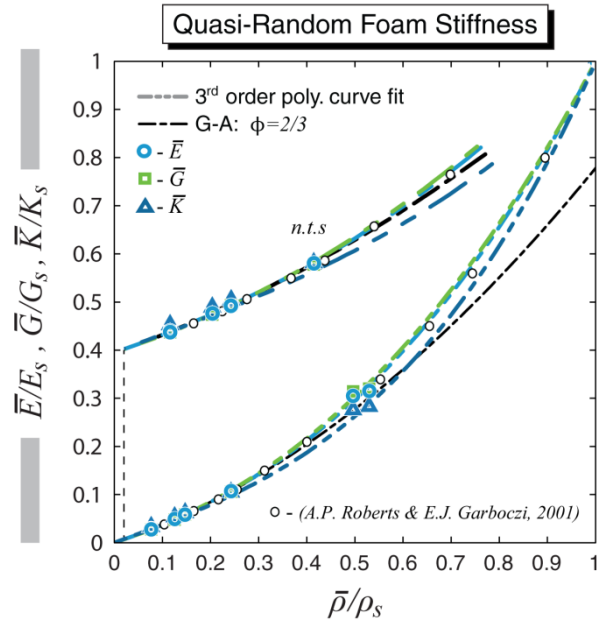 Quasi-Random Foam Stiffness
3rd order poly. curve fit
G-A: ϕ=2/3
- E̅
- G̅
- K̅
n.t.s
- (A.P. Roberts & E.J. Garboczi, 2001)
E̅/Es , G̅/Gs , K̅/Ks
1
0.9
0.8
0.7
0.6
0.5
0.4
0.3
0.2
0.1
0
0 0.1 0.2 0.3 0.4 0.5 0.6 0.7 0.8 0.9 1
ρ̅/ρs